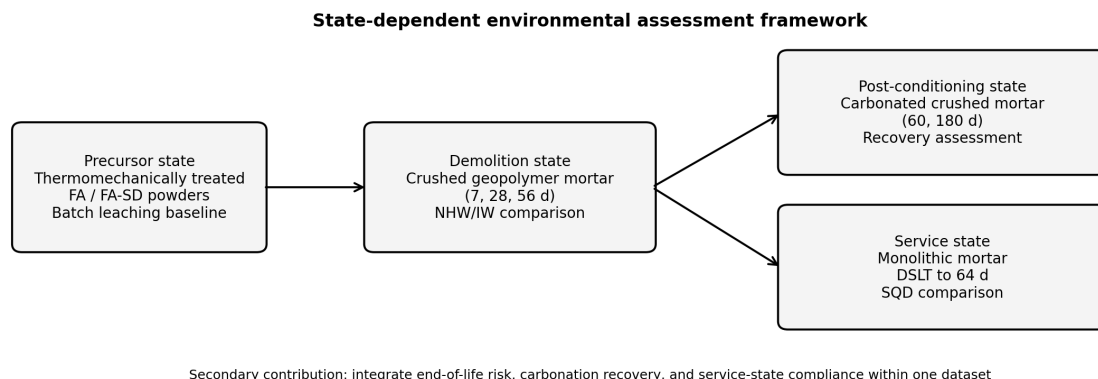 State-dependent environmental assessment framework
Precursor state
Thermomechanically treated
FA / FA-SD powders
Batch leaching baseline
Demolition state
Crushed geopolymer mortar
(7, 28, 56 d)
NHW/IW comparison
Post-conditioning state
Carbonated crushed mortar
(60, 180 d)
Recovery assessment
Service state
Monolithic mortar
DSLT to 64 d
SQD comparison
Secondary contribution: integrate end-of-life risk, carbonation recovery, and service-state compliance within one dataset